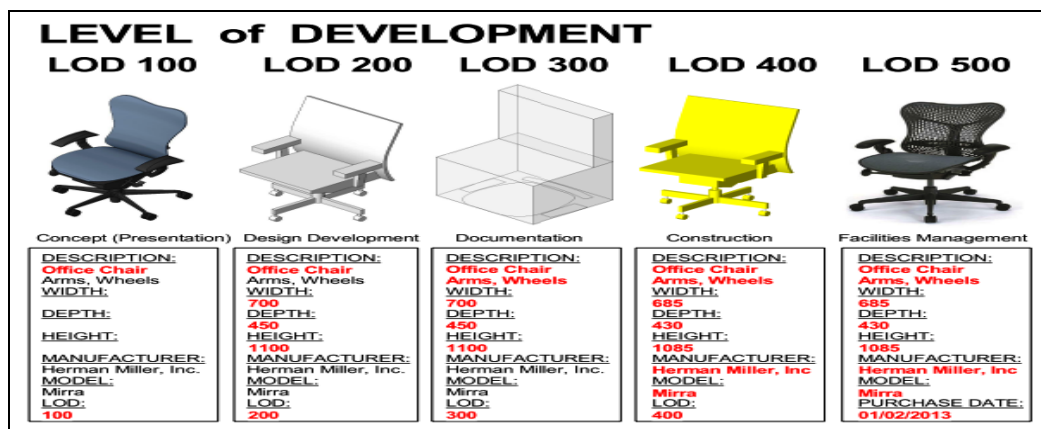 LEVEL of DEVELOPMENT
LOD 100
LOD 200
LOD 300
LOD 400
LOD 500
Concept (Presentation)
Design Development
Documentation
Construction
Facilities Management
DESCRIPTION:
Office Chair
Arms, Wheels
WIDTH:
DEPTH:
HEIGHT:
MANUFACTURER:
Herman Miller, Inc.
MODEL:
Mirra
LOD:
100
DESCRIPTION:
Office Chair
Arms, Wheels
WIDTH:
700
DEPTH:
450
HEIGHT:
1100
MANUFACTURER:
Herman Miller, Inc.
MODEL:
Mirra
LOD:
200
DESCRIPTION:
Office Chair
Arms, Wheels
WIDTH:
700
DEPTH:
450
HEIGHT:
1100
MANUFACTURER:
Herman Miller, Inc.
MODEL:
Mirra
LOD:
300
DESCRIPTION:
Office Chair
Arms, Wheels
WIDTH:
685
DEPTH:
430
HEIGHT:
1085
MANUFACTURER:
Herman Miller, Inc
MODEL:
Mirra
LOD:
400
DESCRIPTION:
Office Chair
Arms, Wheels
WIDTH:
685
DEPTH:
430
HEIGHT:
1085
MANUFACTURER:
Herman Miller, Inc
MODEL:
Mirra
PURCHASE DATE:
01/02/2013